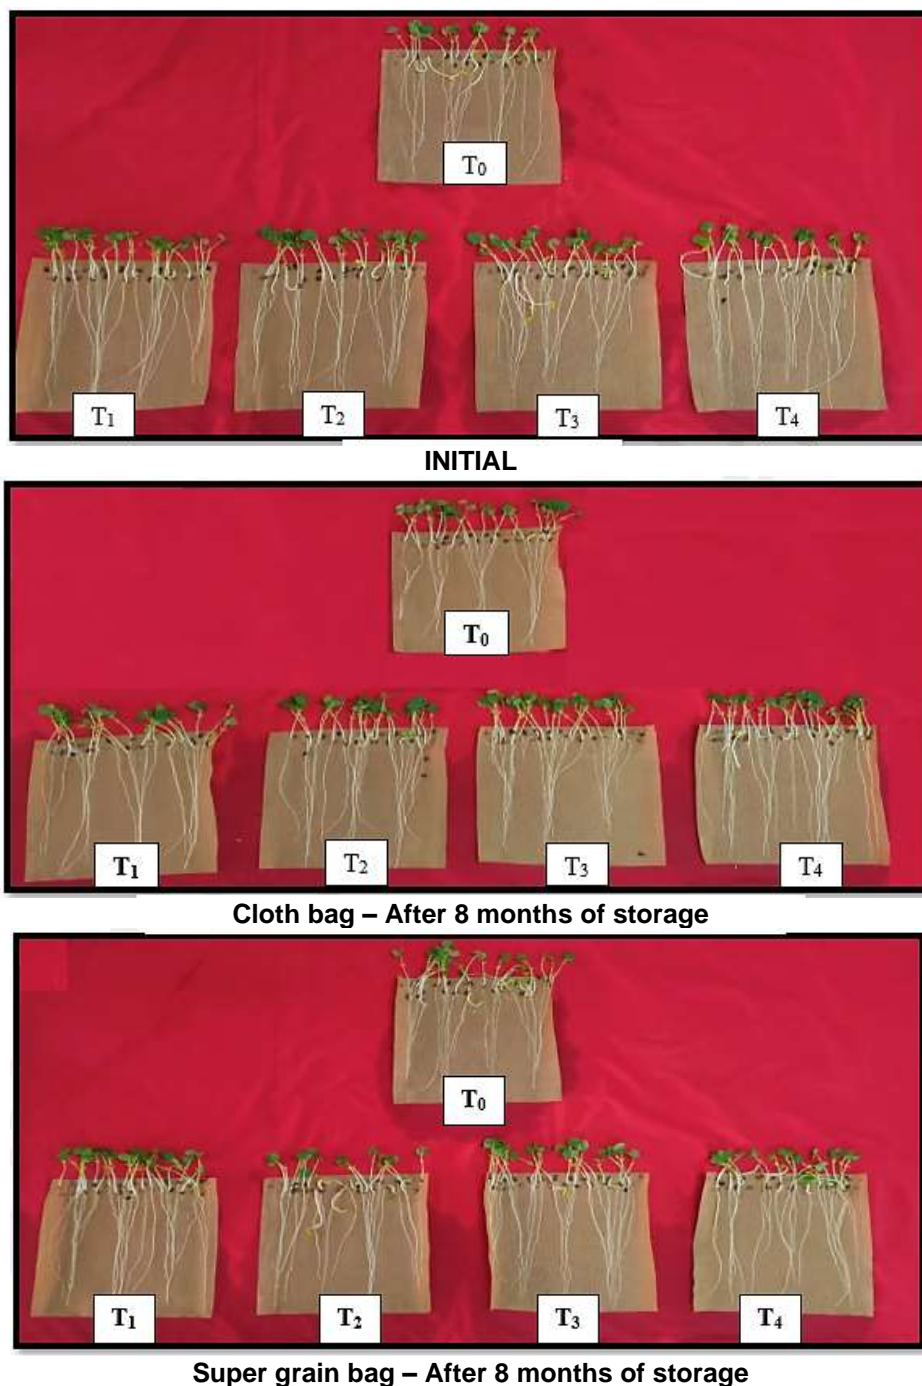 T₀
T₁ T₂ T₃ T₄
INITIAL
T₀
T₁ T₂ T₃ T₄
Cloth bag – After 8 months of storage
T₀
T₁ T₂ T₃ T₄
Super grain bag – After 8 months of storage